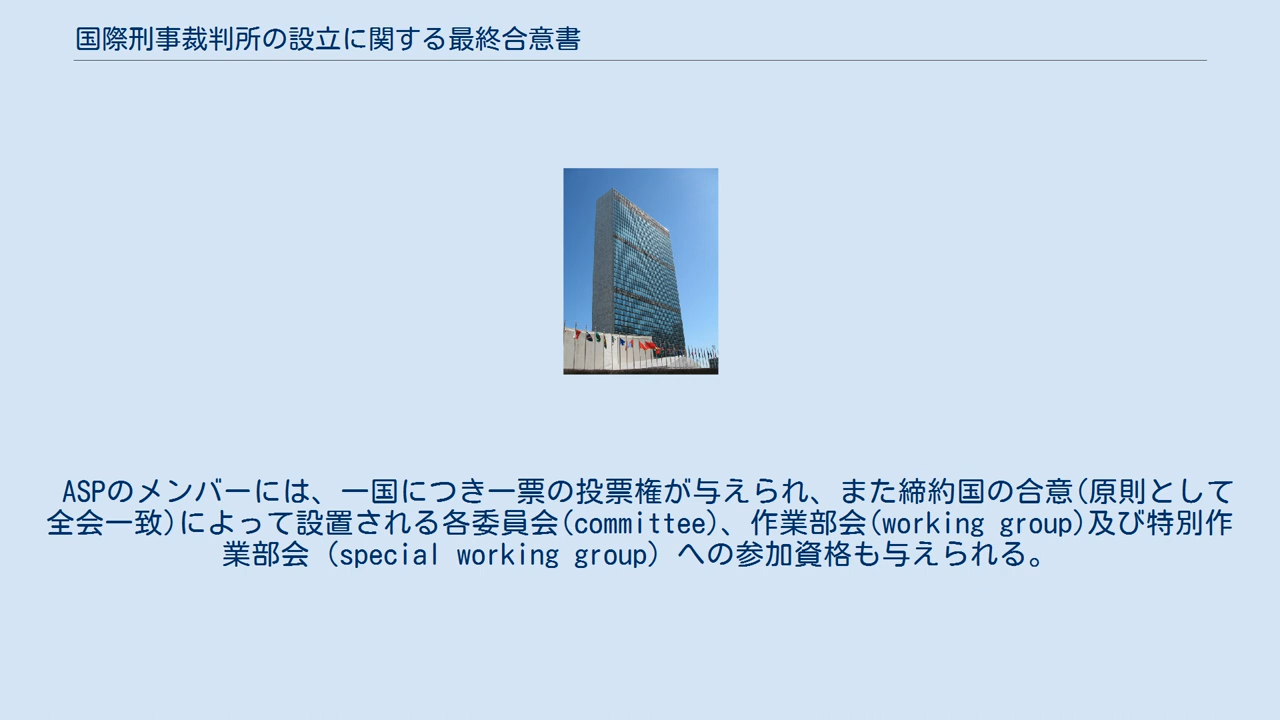 国際刑事裁判所の設立に関する最終合意書
ASPのメンバーには、一国につき一票の投票権が与えられ、また締約国の合意(原則として
全会一致)によって設置される各委員会(committee)、作業部会(working group)及び特別作
業部会 (special working group) への参加資格も与えられる。